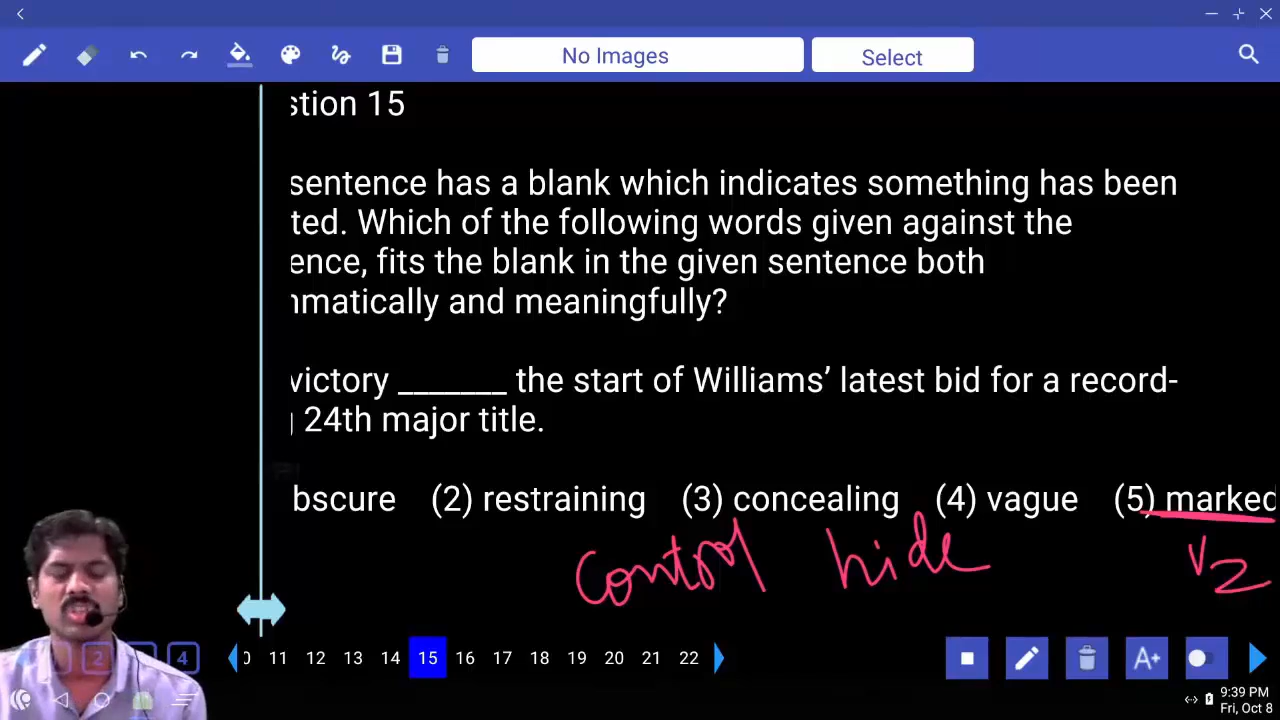 No Images
Select
stion 15
sentence has a blank which indicates something has been
ted. Which of the following words given against the
ence, fits the blank in the given sentence both
mmatically and meaningfully?
victory _______ the start of Williams’ latest bid for a record-
24th major title.
bscure (2) restraining (3) concealing (4) vague (5) marked
control hide V2
2 4 0 11 12 13 14 15 16 17 18 19 20 21 22
A+
9:39 PM
Fri, Oct 8